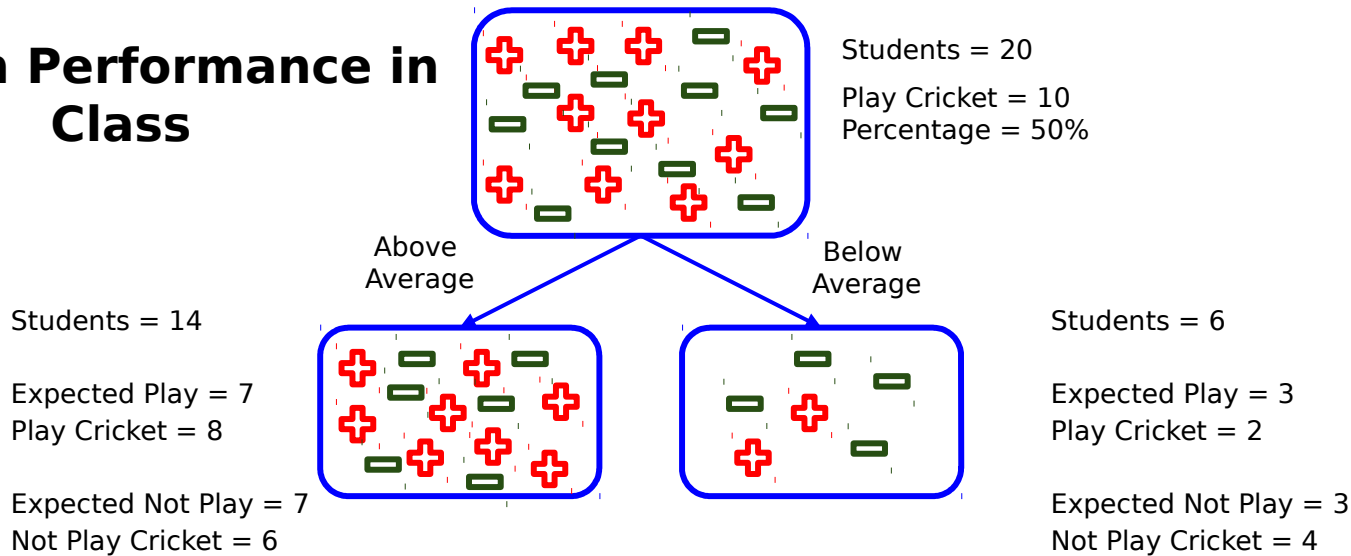 Performance in
Class
Students = 20
Play Cricket = 10
Percentage = 50%
Above
Average
Below
Average
Students = 14
Expected Play = 7
Play Cricket = 8
Expected Not Play = 7
Not Play Cricket = 6
Students = 6
Expected Play = 3
Play Cricket = 2
Expected Not Play = 3
Not Play Cricket = 4